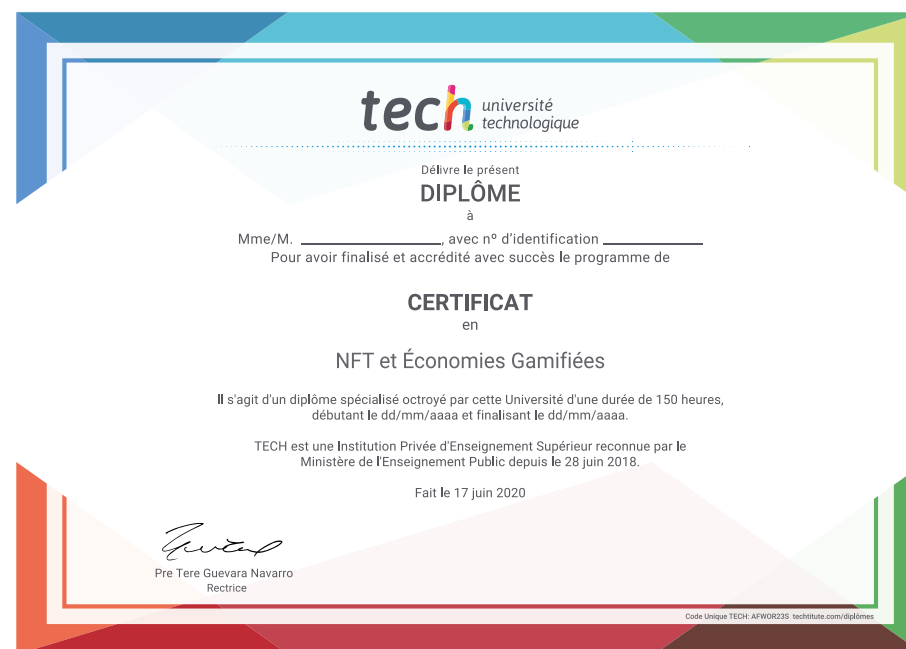 tech université
technologique
Délivre le présent
DIPLÔME
à
Mme/M. ____________________, avec nº d'identification ______________
Pour avoir finalisé et accrédité avec succès le programme de
CERTIFICAT
en
NFT et Économies Gamifiées
Il s'agit d'un diplôme spécialisé octroyé par cette Université d'une durée de 150 heures,
débutant le dd/mm/aaaa et finalisant le dd/mm/aaaa.
TECH est une Institution Privée d'Enseignement Supérieur reconnue par le
Ministère de l'Enseignement Public depuis le 28 juin 2018.
Fait le 17 juin 2020
Pre Tere Guevara Navarro
Rectrice
Code Unique TECH: AFWOR23S techtitute.com/diplômes